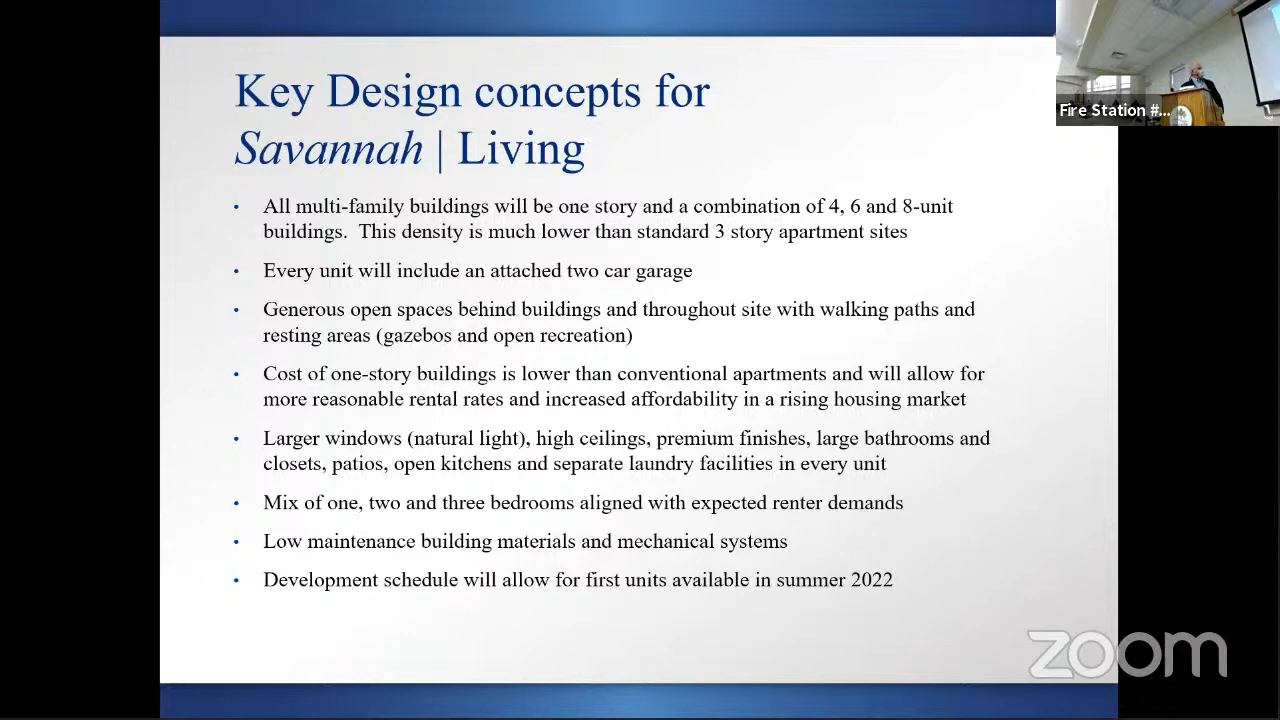 Key Design concepts for
Savannah | Living
• All multi-family buildings will be one story and a combination of 4, 6 and 8-unit
buildings.  This density is much lower than standard 3 story apartment sites
• Every unit will include an attached two car garage
• Generous open spaces behind buildings and throughout site with walking paths and
resting areas (gazebos and open recreation)
• Cost of one-story buildings is lower than conventional apartments and will allow for
more reasonable rental rates and increased affordability in a rising housing market
• Larger windows (natural light), high ceilings, premium finishes, large bathrooms and
closets, patios, open kitchens and separate laundry facilities in every unit
• Mix of one, two and three bedrooms aligned with expected renter demands
• Low maintenance building materials and mechanical systems
• Development schedule will allow for first units available in summer 2022
Fire Station #...
zoom